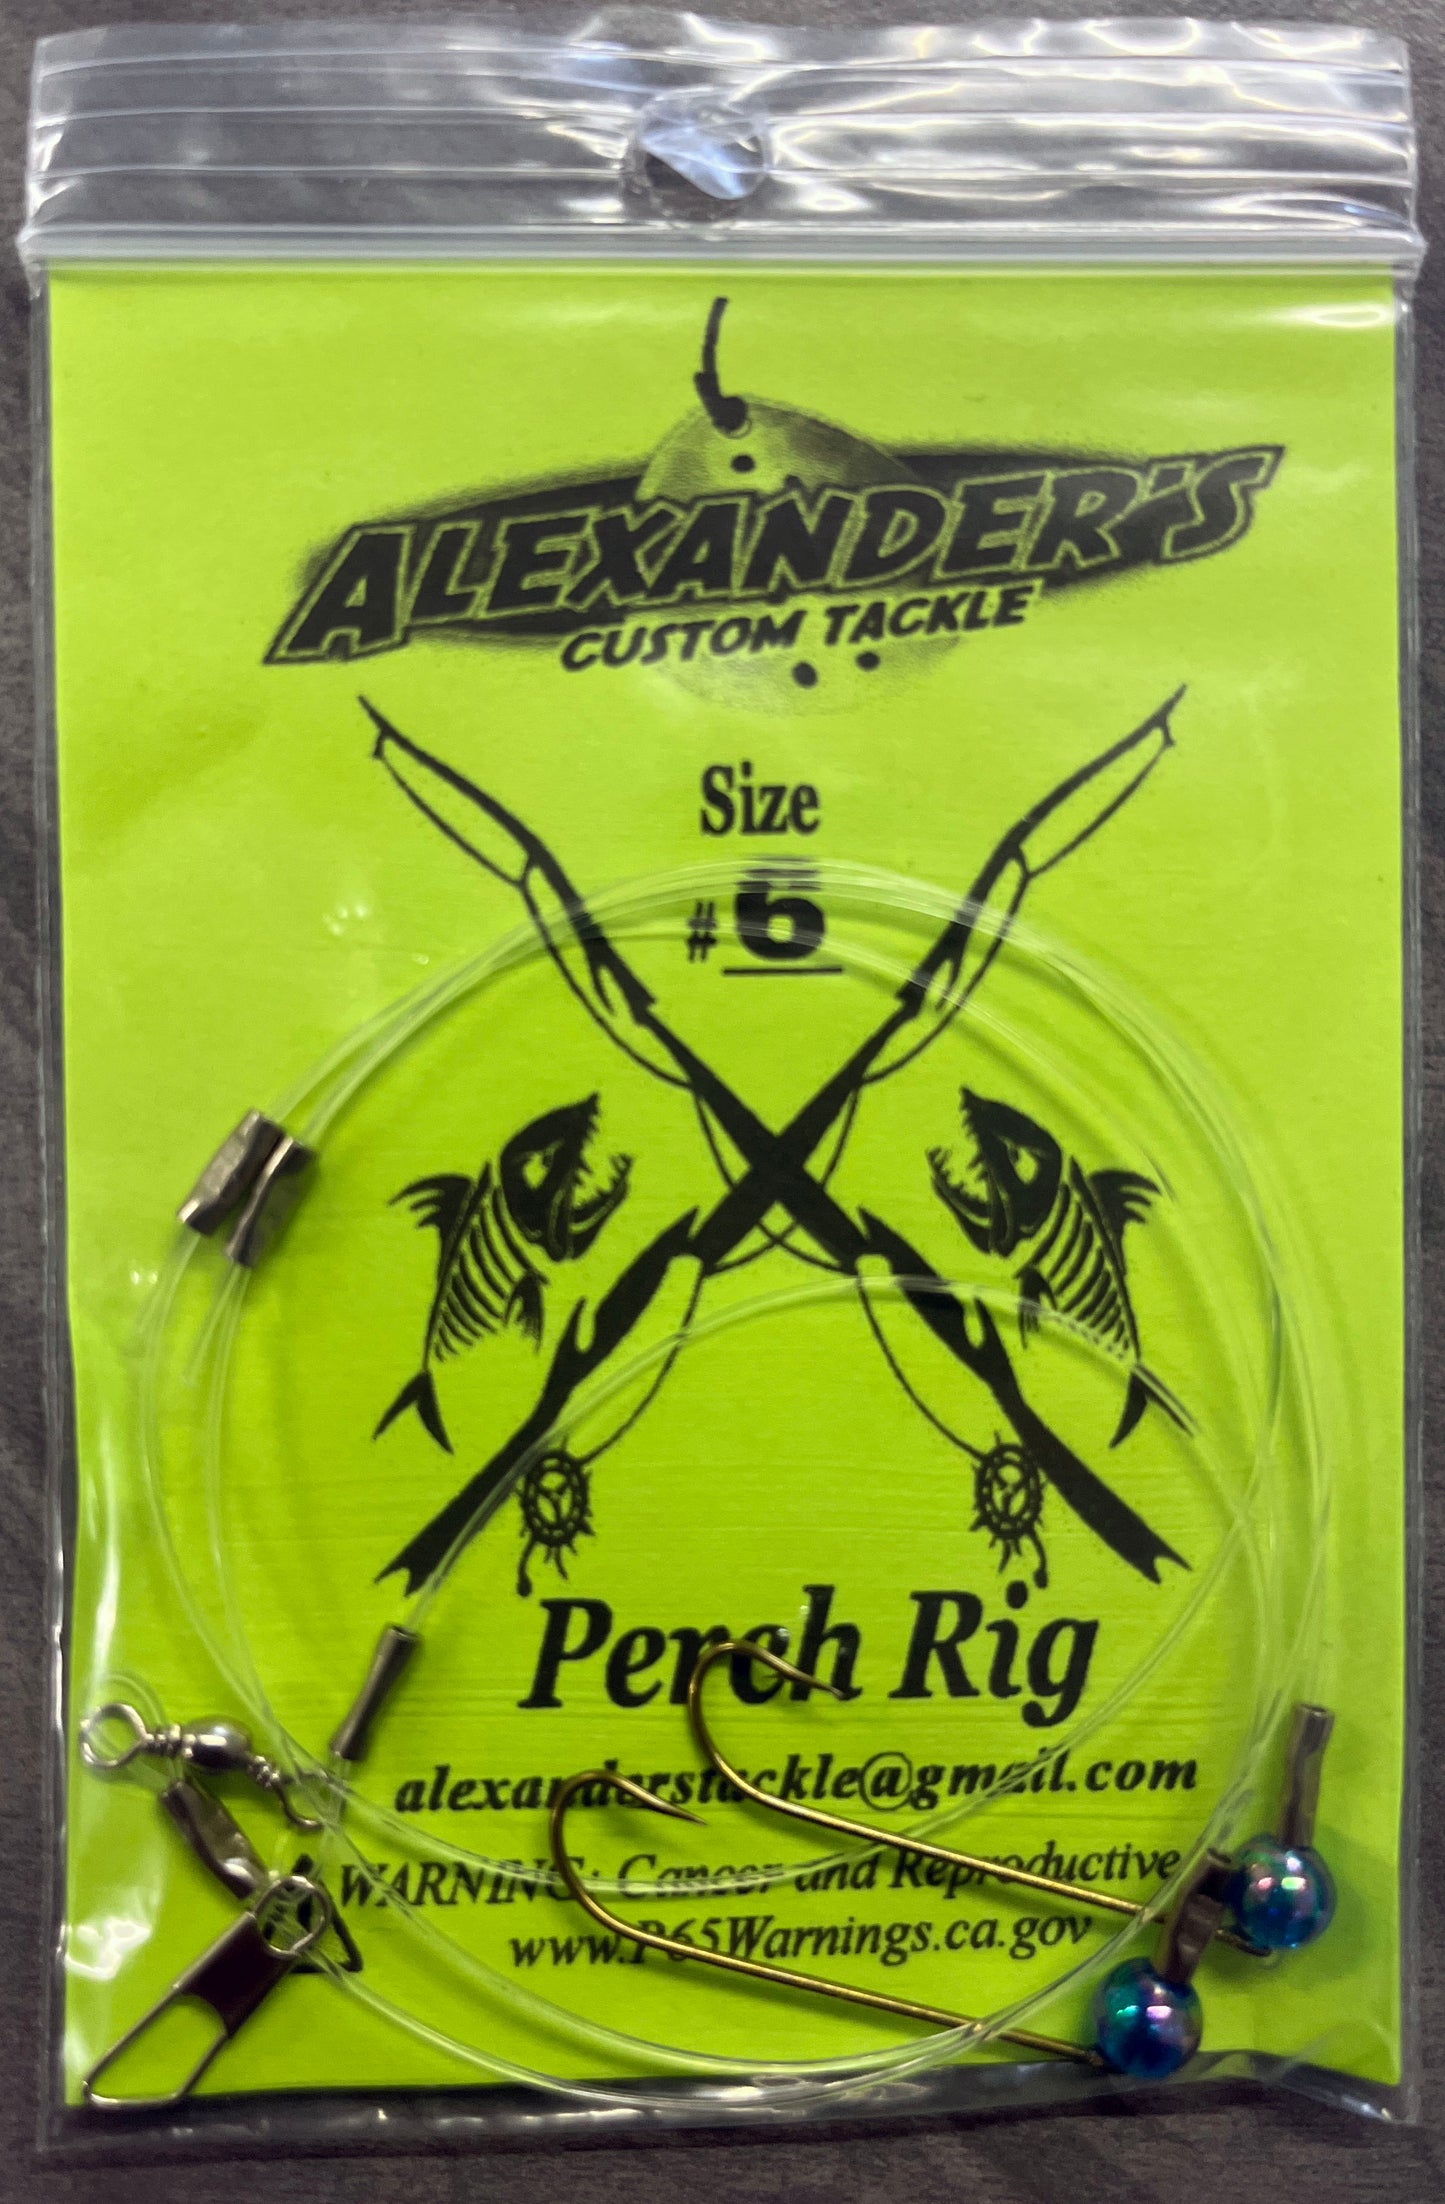 ALEXANDER'S
CUSTOM TACKLE
Size
# 6
Perch Rig
alexanderstackle@gmail.com
WARNING: Cancer and Reproductive
www.P65Warnings.ca.gov